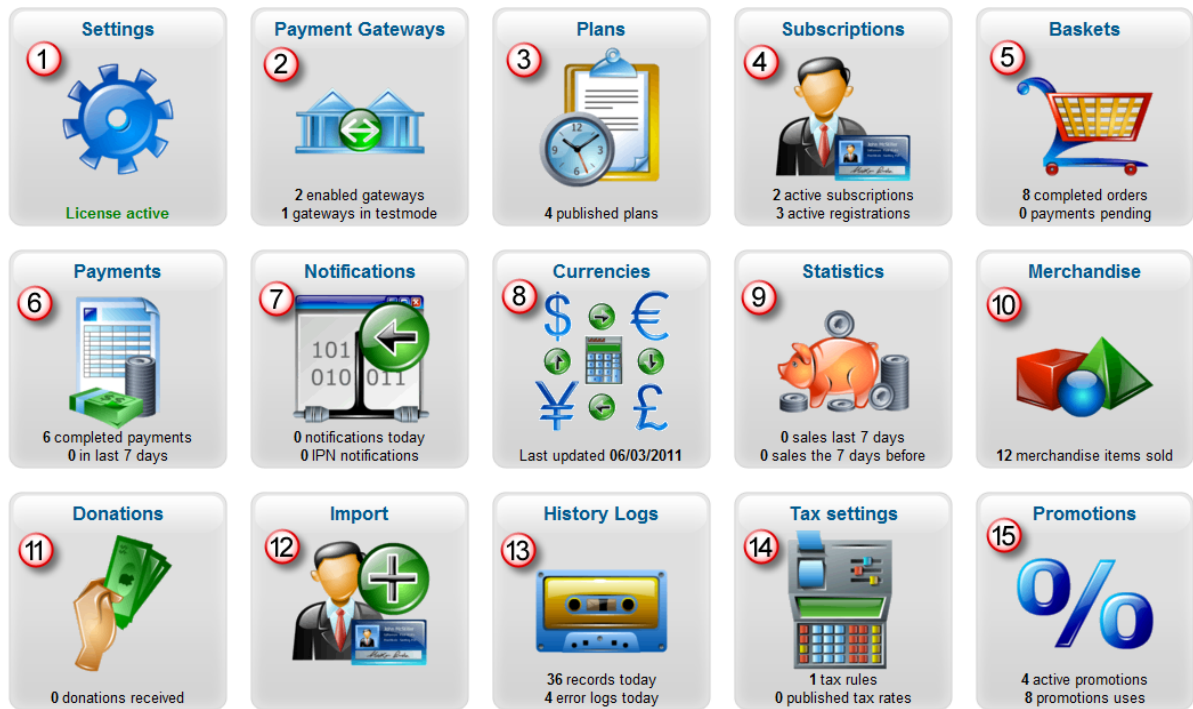 Settings
1
License active
Payment Gateways
2
2 enabled gateways
1 gateways in testmode
Plans
3
12
3
6
9
4 published plans
Subscriptions
4
2 active subscriptions
3 active registrations
Baskets
5
8 completed orders
0 payments pending
Payments
6
6 completed payments
0 in last 7 days
Notifications
7
101
010 011
0 notifications today
0 IPN notifications
Currencies
8
$ €
¥ £
Last updated 06/03/2011
Statistics
9
0 sales last 7 days
0 sales the 7 days before
Merchandise
10
12 merchandise items sold
Donations
11
0 donations received
Import
12
History Logs
13
36 records today
4 error logs today
Tax settings
14
1 tax rules
0 published tax rates
Promotions
15
%
4 active promotions
8 promotions uses